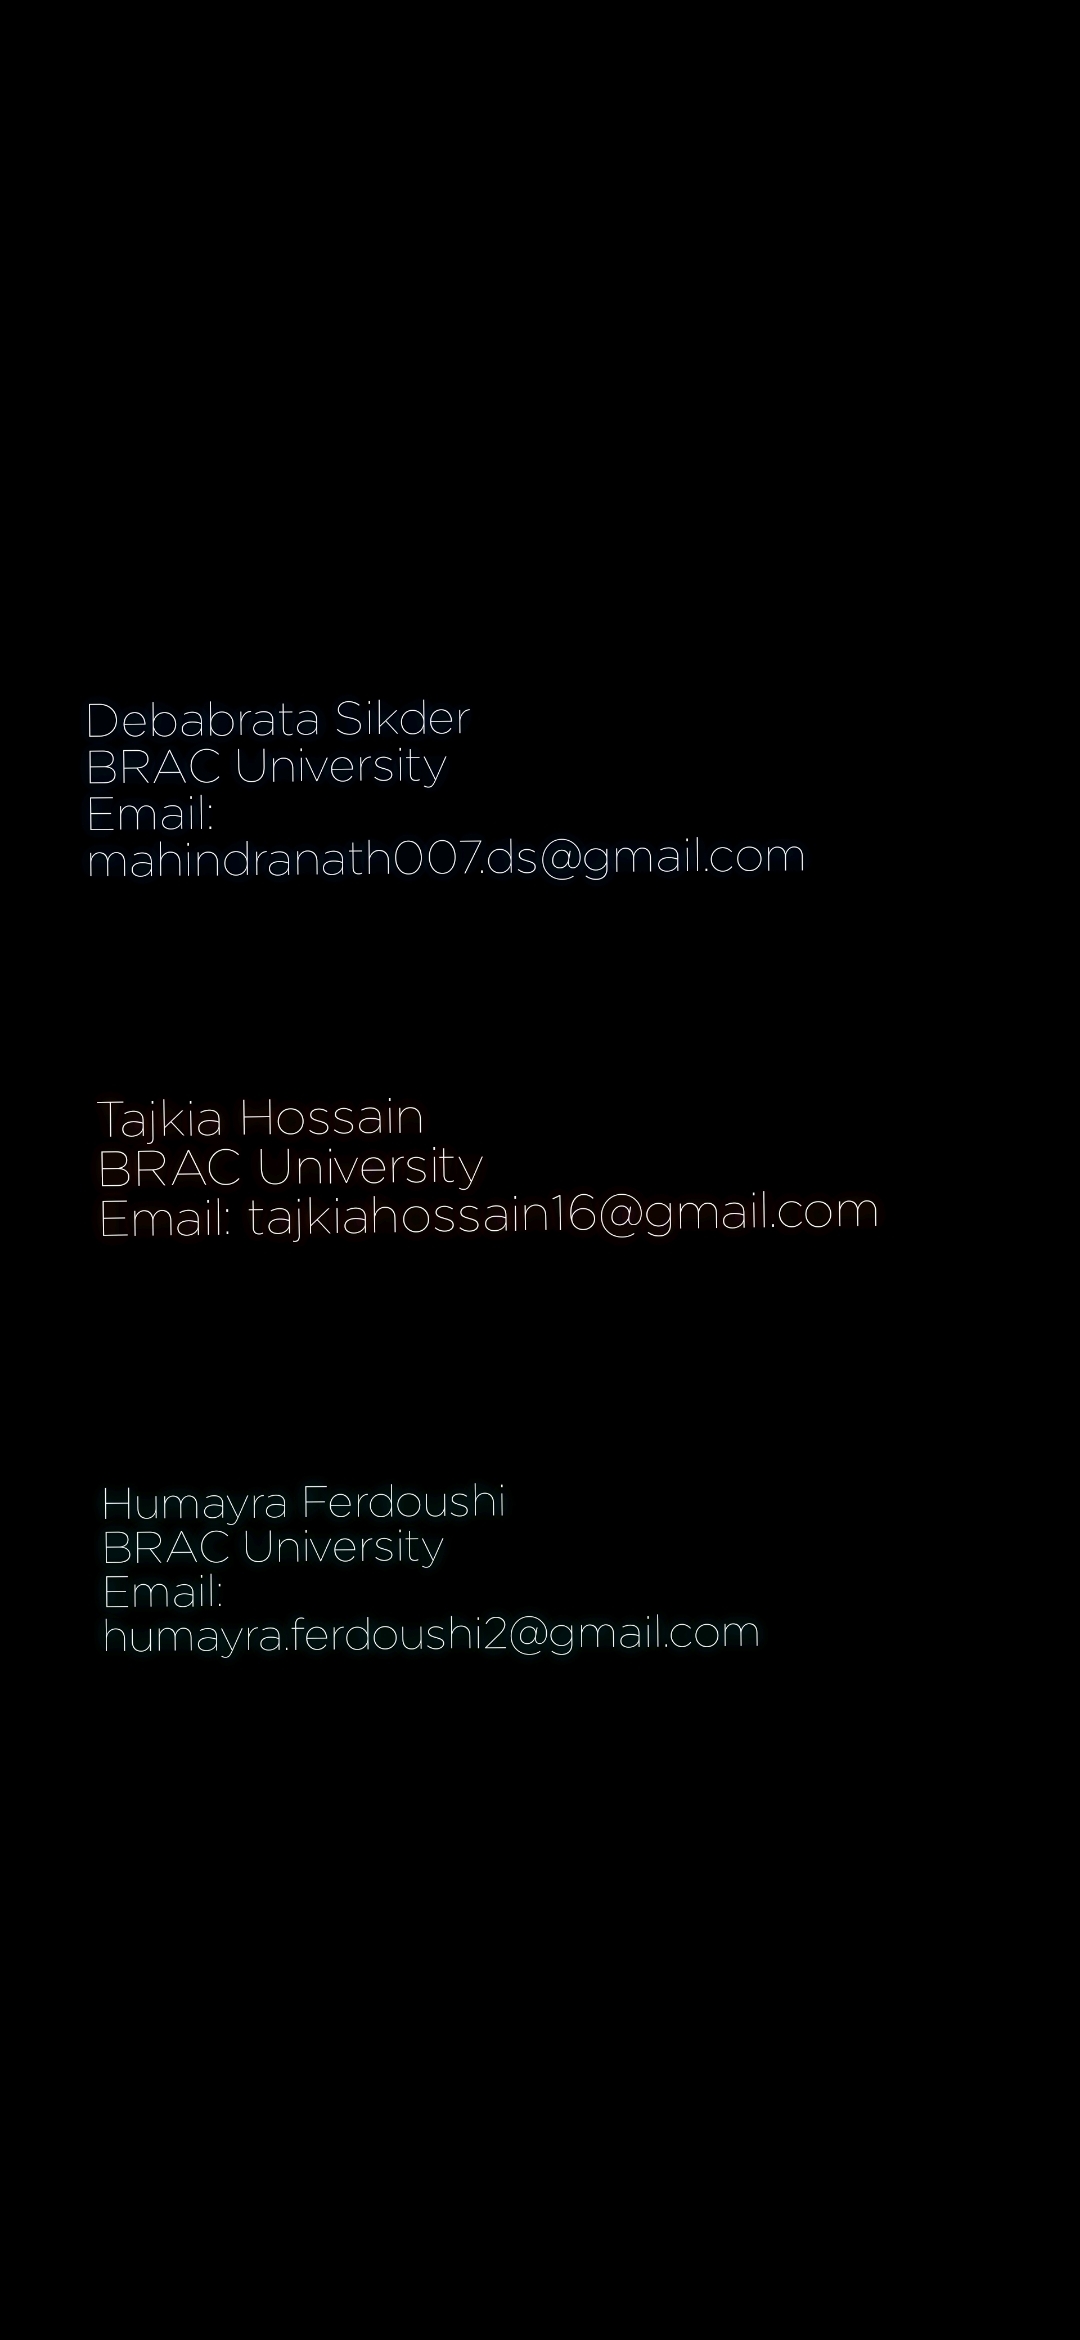 Debabrata Sikder
BRAC University
Email:
mahindranath007.ds@gmail.com
Tajkia Hossain
BRAC University
Email: tajkiahossain16@gmail.com
Humayra Ferdoushi
BRAC University
Email:
humayra.ferdoushi2@gmail.com